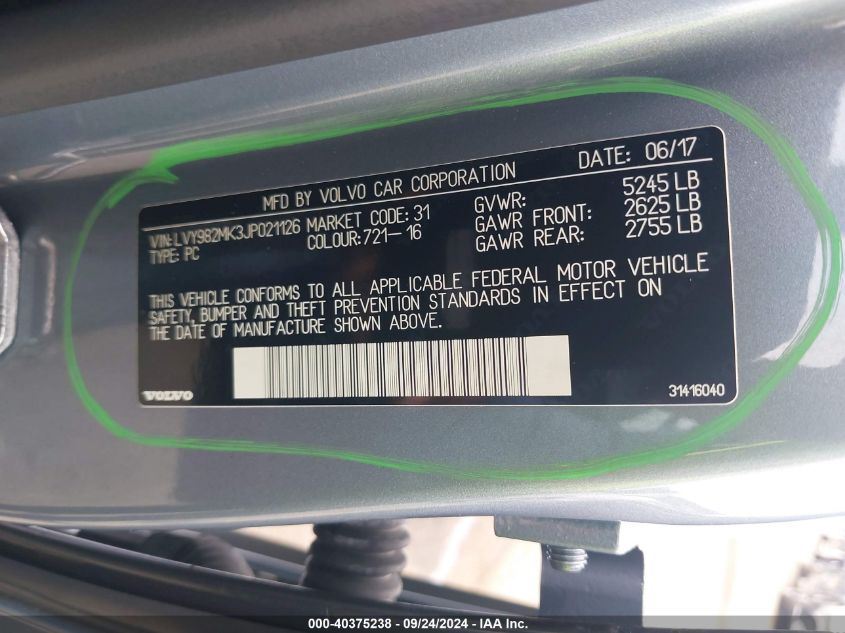 MFD BY VOLVO CAR CORPORATION DATE: 06/17
VIN:LVY982MK3JP021126 MARKET CODE: 31 GVWR: 5245 LB
TYPE: PC COLOUR:721-16 GAWR FRONT: 2625 LB
GAWR REAR: 2755 LB
THIS VEHICLE CONFORMS TO ALL APPLICABLE FEDERAL MOTOR VEHICLE
SAFETY, BUMPER AND THEFT PREVENTION STANDARDS IN EFFECT ON
THE DATE OF MANUFACTURE SHOWN ABOVE.
VOLVO 31416040
000-40375238 - 09/24/2024 - IAA Inc.